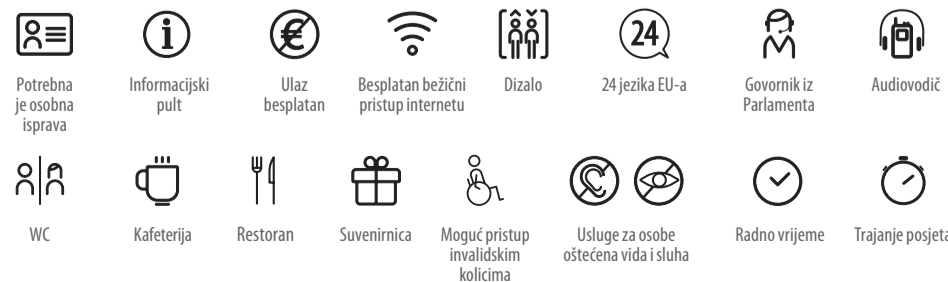 24
Potrebna
je osobna
isprava
Informacijski
pult
Ulaz
besplatan
Besplatan bežični
pristup internetu
Dizalo
24 jezika EU-a
Govornik iz
Parlamenta
Audiovodič
WC
Kafeterija
Restoran
Suvenirnica
Moguć pristup
invalidskim
kolicima
Usluge za osobe
oštećena vida i sluha
Radno vrijeme
Trajanje posjeta